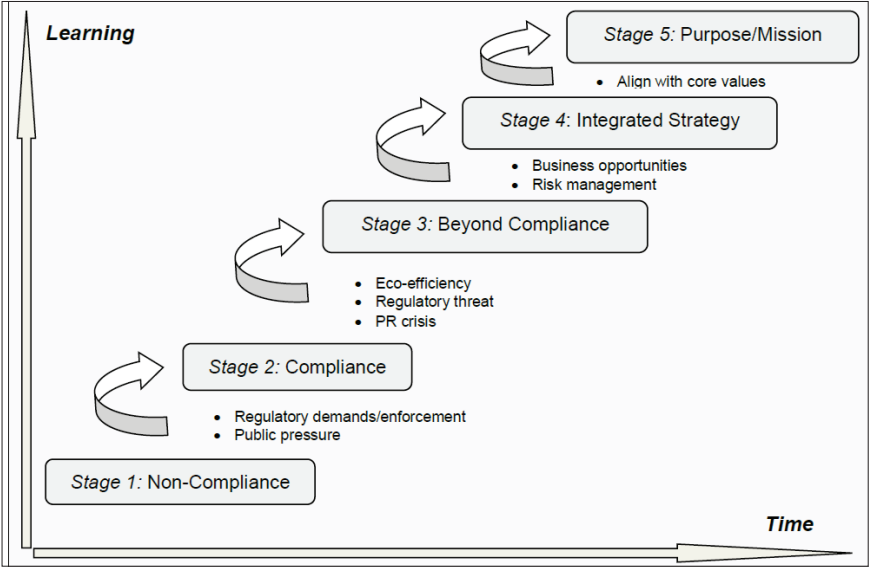 Learning
Stage 5: Purpose/Mission
• Align with core values
Stage 4: Integrated Strategy
• Business opportunities
• Risk management
Stage 3: Beyond Compliance
• Eco-efficiency
• Regulatory threat
• PR crisis
Stage 2: Compliance
• Regulatory demands/enforcement
• Public pressure
Stage 1: Non-Compliance
Time